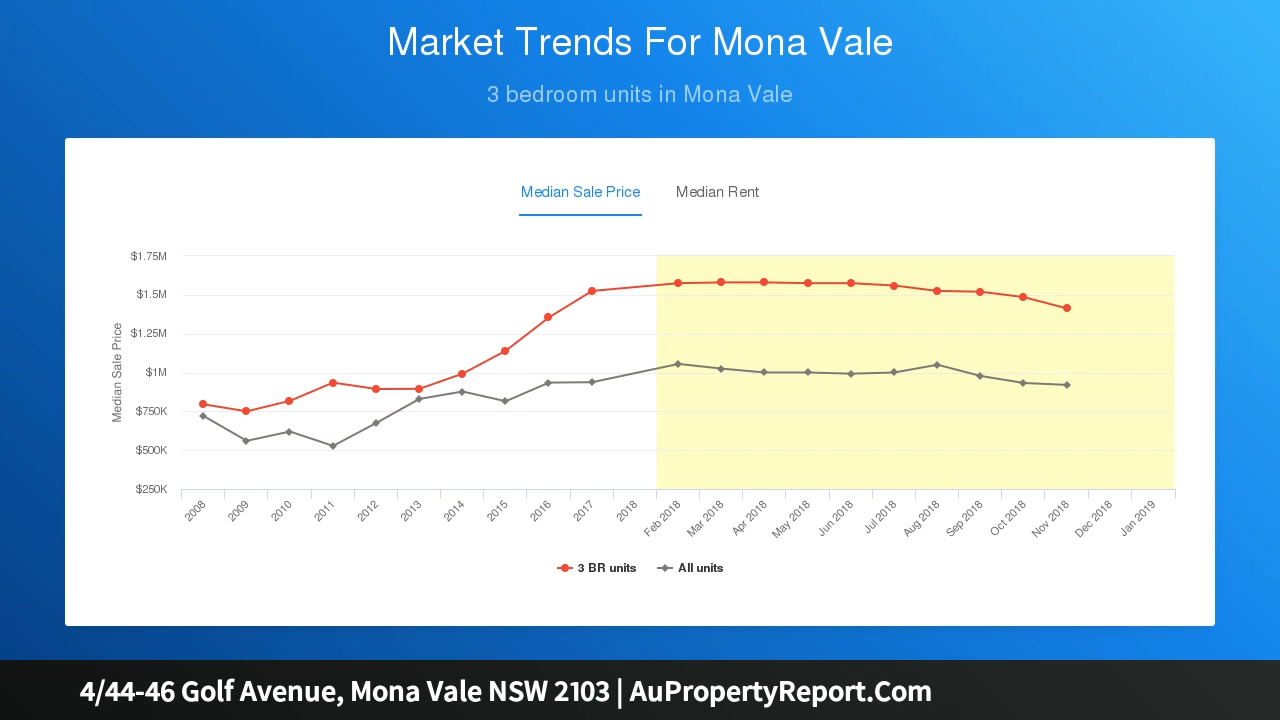 Market Trends For Mona Vale
3 bedroom units in Mona Vale
Median Sale Price
Median Rent
Median Sale Price
$1.75M
$1.5M
$1.25M
$1M
$750K
$500K
$250K
2008
2009
2010
2011
2012
2013
2014
2015
2016
2017
2018
Feb 2018
Mar 2018
Apr 2018
May 2018
Jun 2018
Jul 2018
Aug 2018
Sep 2018
Oct 2018
Nov 2018
Dec 2018
Jan 2019
3 BR units
All units
4/44-46 Golf Avenue, Mona Vale NSW 2103 | AuPropertyReport.Com